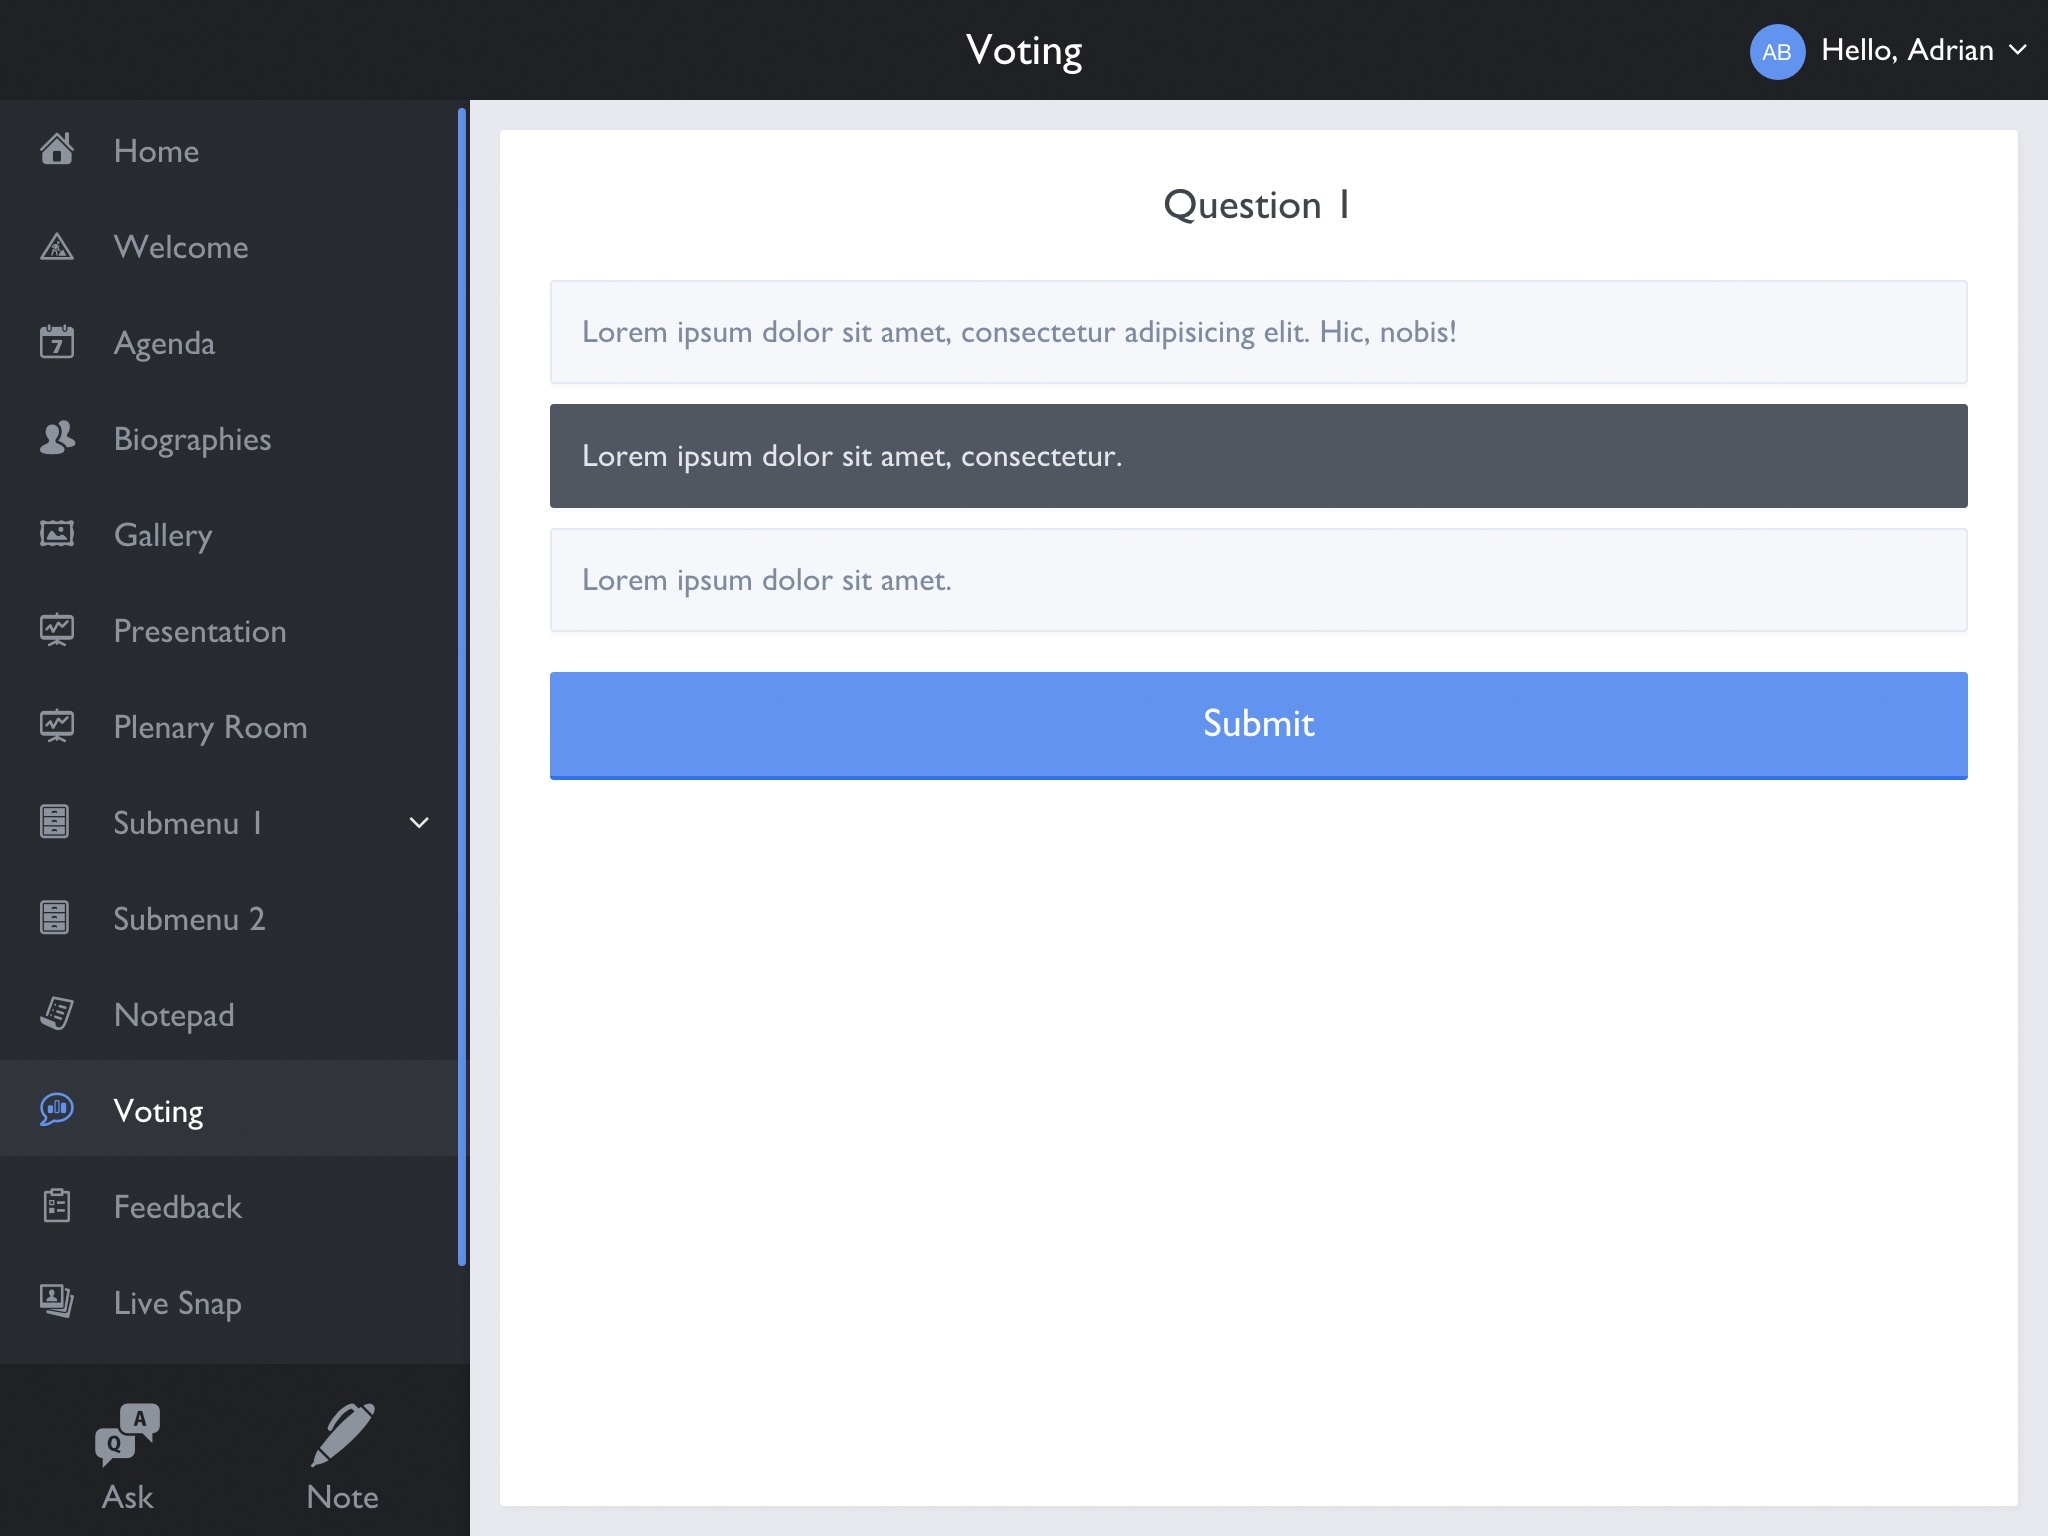 Voting
AB Hello, Adrian
Home
Welcome
7 Agenda
Biographies
Gallery
Presentation
Plenary Room
Submenu 1
Submenu 2
Notepad
Voting
Feedback
Live Snap
A
Q
Ask
Note
Question 1
Lorem ipsum dolor sit amet, consectetur adipisicing elit. Hic, nobis!
Lorem ipsum dolor sit amet, consectetur.
Lorem ipsum dolor sit amet.
Submit